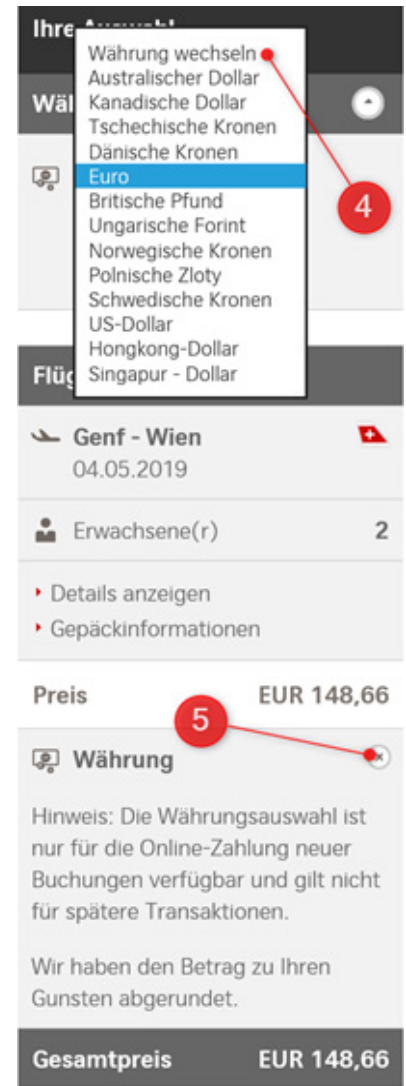 Ihre
Währung wechseln
Australischer Dollar
Kanadische Dollar
Tschechische Kronen
Dänische Kronen
Euro
Britische Pfund
Ungarische Forint
Norwegische Kronen
Polnische Zloty
Schwedische Kronen
US-Dollar
Hongkong-Dollar
Singapur - Dollar
4
Genf - Wien
04.05.2019
Erwachsene(r) 2
Details anzeigen
Gepäckinformationen
Preis EUR 148,66
5
Währung
Hinweis: Die Währungsauswahl ist
nur für die Online-Zahlung neuer
Buchungen verfügbar und gilt nicht
für spätere Transaktionen.
Wir haben den Betrag zu Ihren
Gunsten abgerundet.
Gesamtpreis EUR 148,66